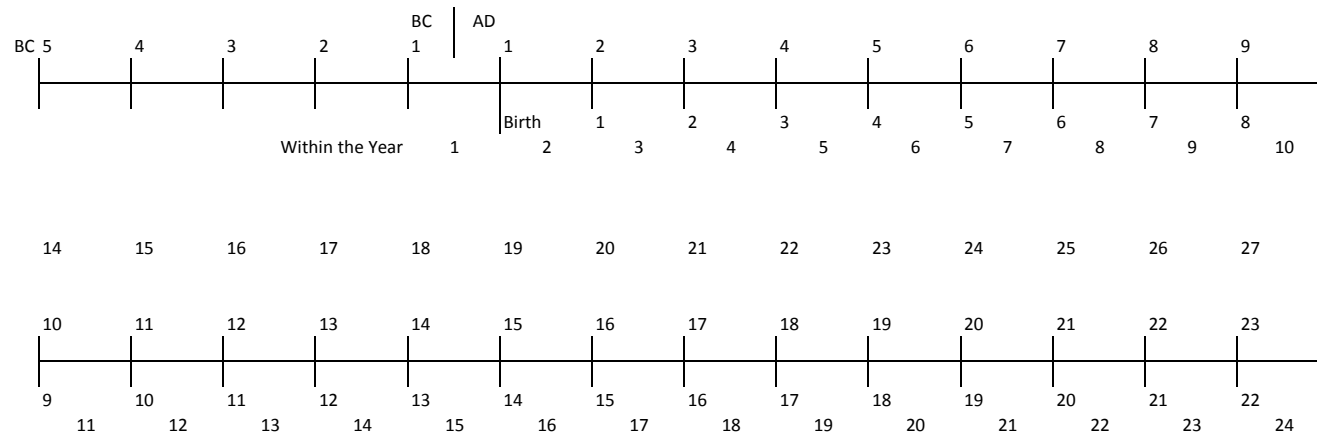 BC AD
BC 5 4 3 2 1 1 2 3 4 5 6 7 8 9
Birth 1 2 3 4 5 6 7 8
Within the Year 1 2 3 4 5 6 7 8 9 10
14 15 16 17 18 19 20 21 22 23 24 25 26 27
10 11 12 13 14 15 16 17 18 19 20 21 22 23
9 10 11 12 13 14 15 16 17 18 19 20 21 22
11 12 13 14 15 16 17 18 19 20 21 22 23 24